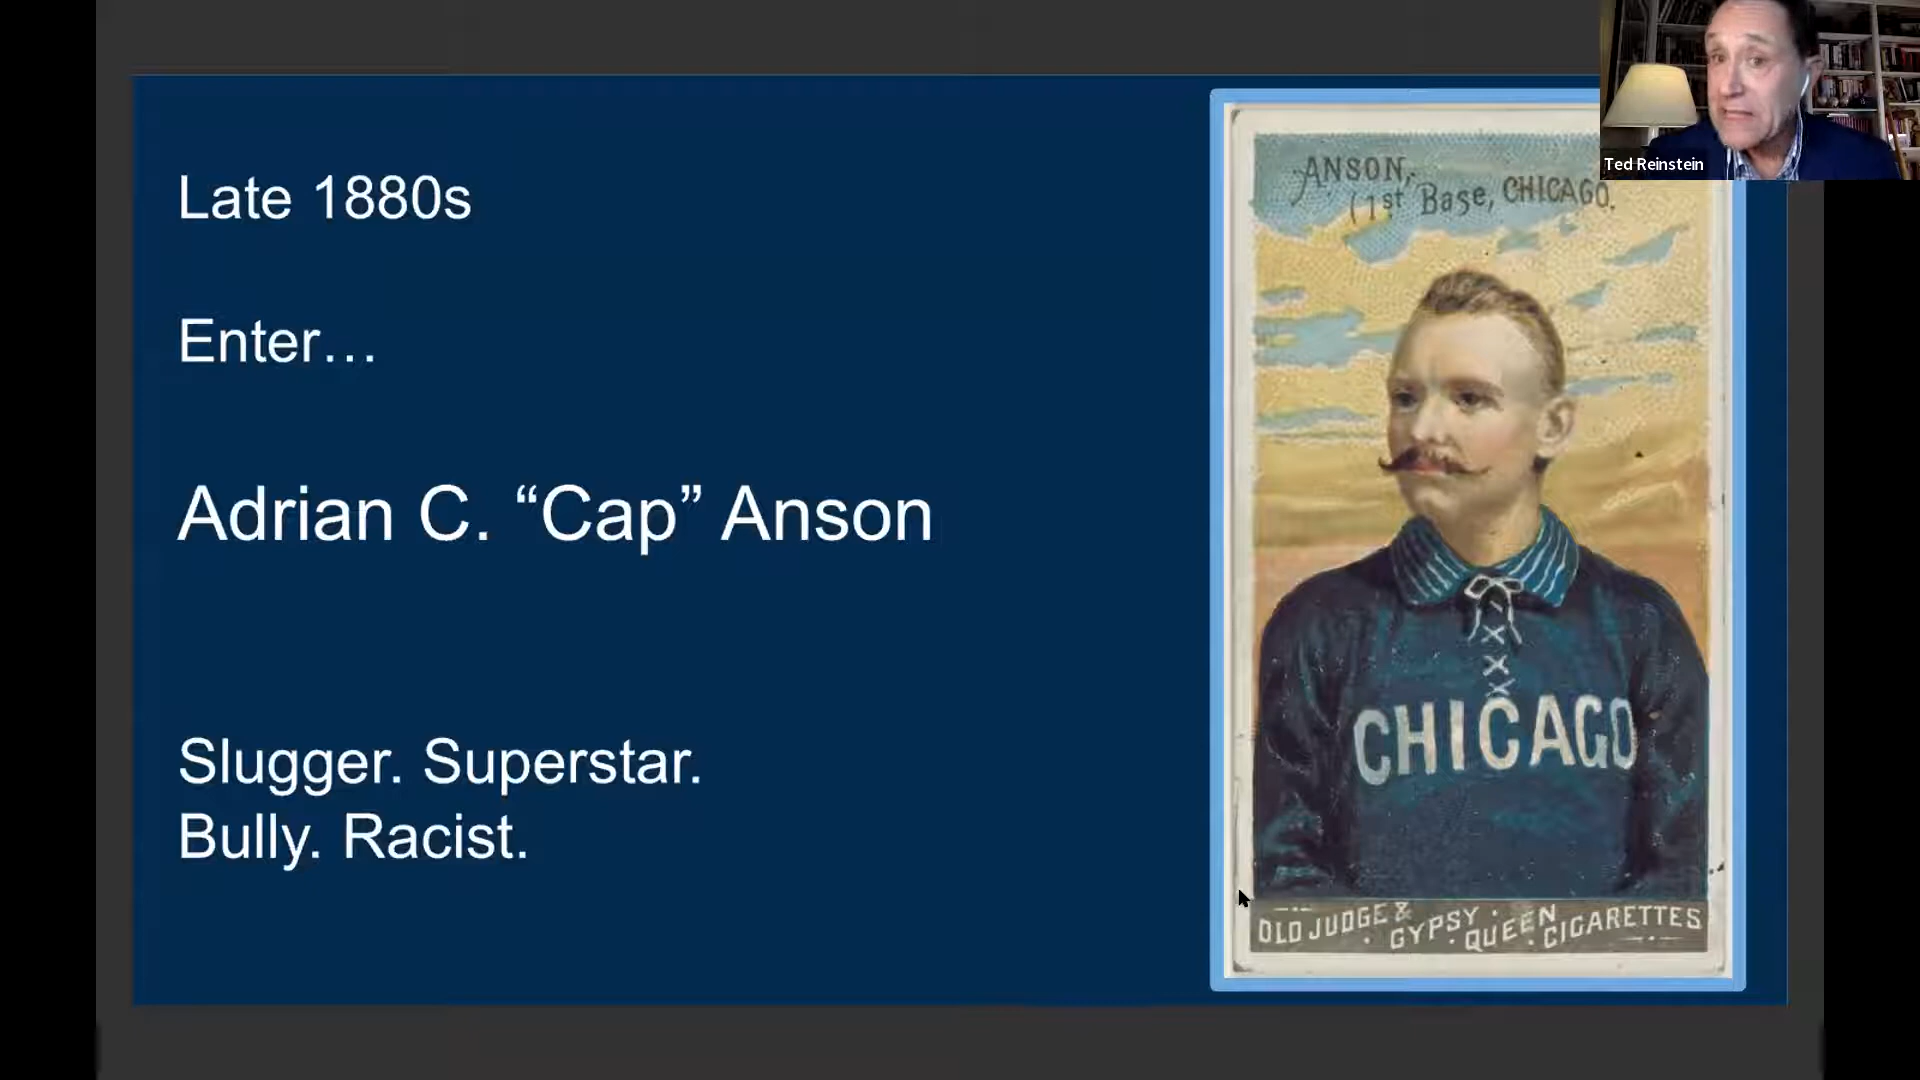 Late 1880s
Enter…
Adrian C. “Cap” Anson
Slugger. Superstar.
Bully. Racist.
ANSON,
(1st Base, CHICAGO.
CHICAGO
OLD JUDGE & GYPSY QUEEN CIGARETTES
Ted Reinstein